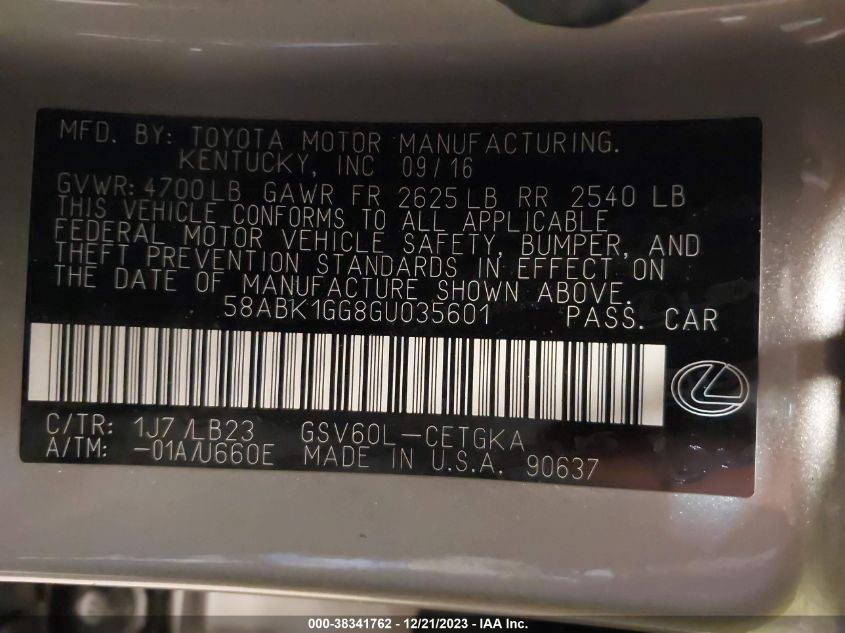 MFD. BY: TOYOTA MOTOR MANUFACTURING.
KENTUCKY, INC 09/16
GVWR: 4700LB GAWR FR 2625LB RR 2540 LB
THIS VEHICLE CONFORMS TO ALL APPLICABLE
FEDERAL MOTOR VEHICLE SAFETY, BUMPER, AND
THEFT PREVENTION STANDARDS IN EFFECT ON
THE DATE OF MANUFACTURE SHOWN ABOVE.
58ABK1GG8GU035601 PASS. CAR
C/TR: 1J7 /LB23 GSV60L-CETGKA
A/TM: -01A/U660E MADE IN U.S.A. 90637
000-38341762 - 12/21/2023 - IAA Inc.